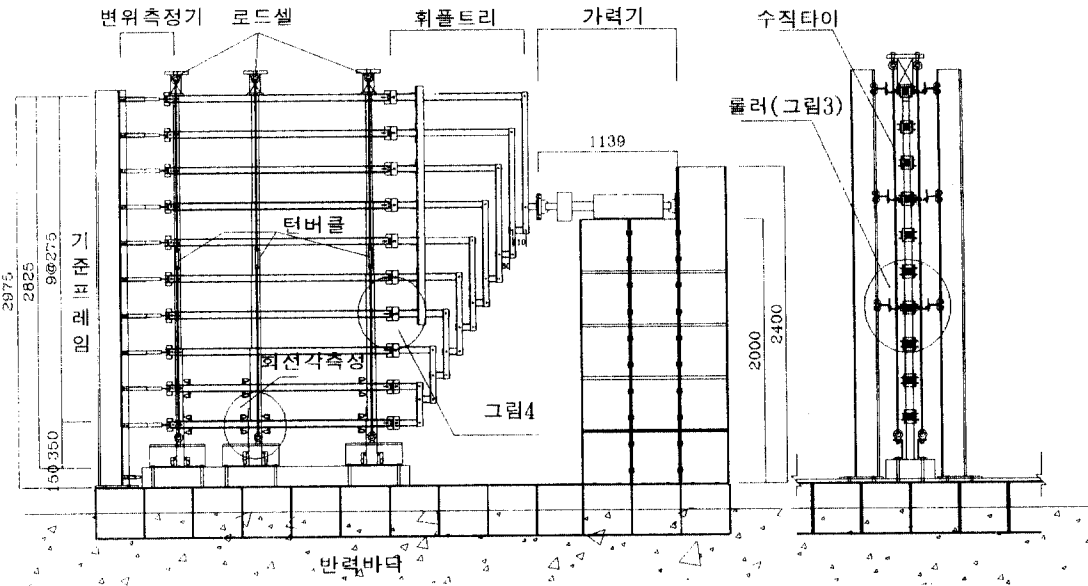 변위측정기
로드셀
휘플트리
가력기
수직타이
롤러(그림3)
1139
턴버클
기준프레임
9@275
2825
2975
350
150
회전각측정
그림4
2000
2400
반력바닥